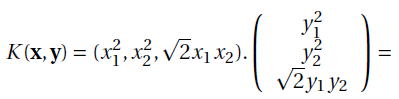 K(x,y) = (x₁², x₂², √2x₁x₂). ( y₁² y₂² √2y₁y₂ ) =